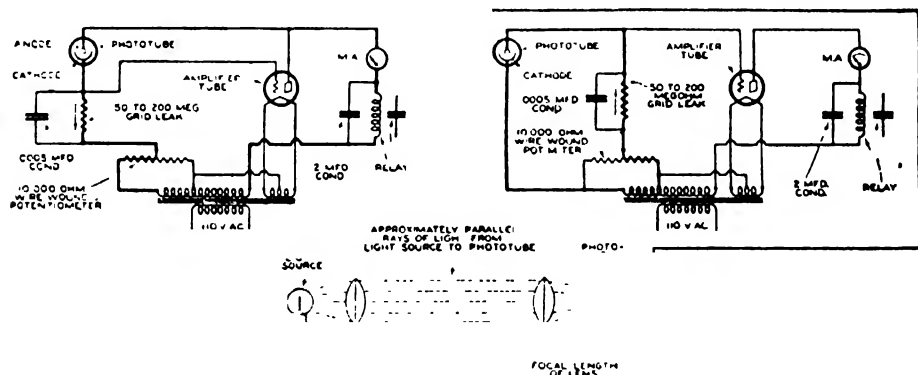 ANODE
PHOTOTUBE
CATHODE
AMPLIFIER
TUBE
M.A
50 TO 200 MEG
GRID LEAK
.0005 MFD
COND
10,000 OHM
WIRE WOUND
POTENTIOMETER
2 MFD
COND
RELAY
110 V AC
PHOTOTUBE
CATHODE
.0005 MFD
COND
AMPLIFIER
TUBE
M.A
50 TO 200
MEGOHM
GRID LEAK
10,000 OHM
WIRE WOUND
POT'METER
2 MFD.
COND.
RELAY
110 V AC
APPROXIMATELY PARALLEL
RAYS OF LIGH FROM
LIGHT SOURCE TO PHOTOTUBE
PHOTO-
SOURCE
FOCAL LENGTH
OF LENS